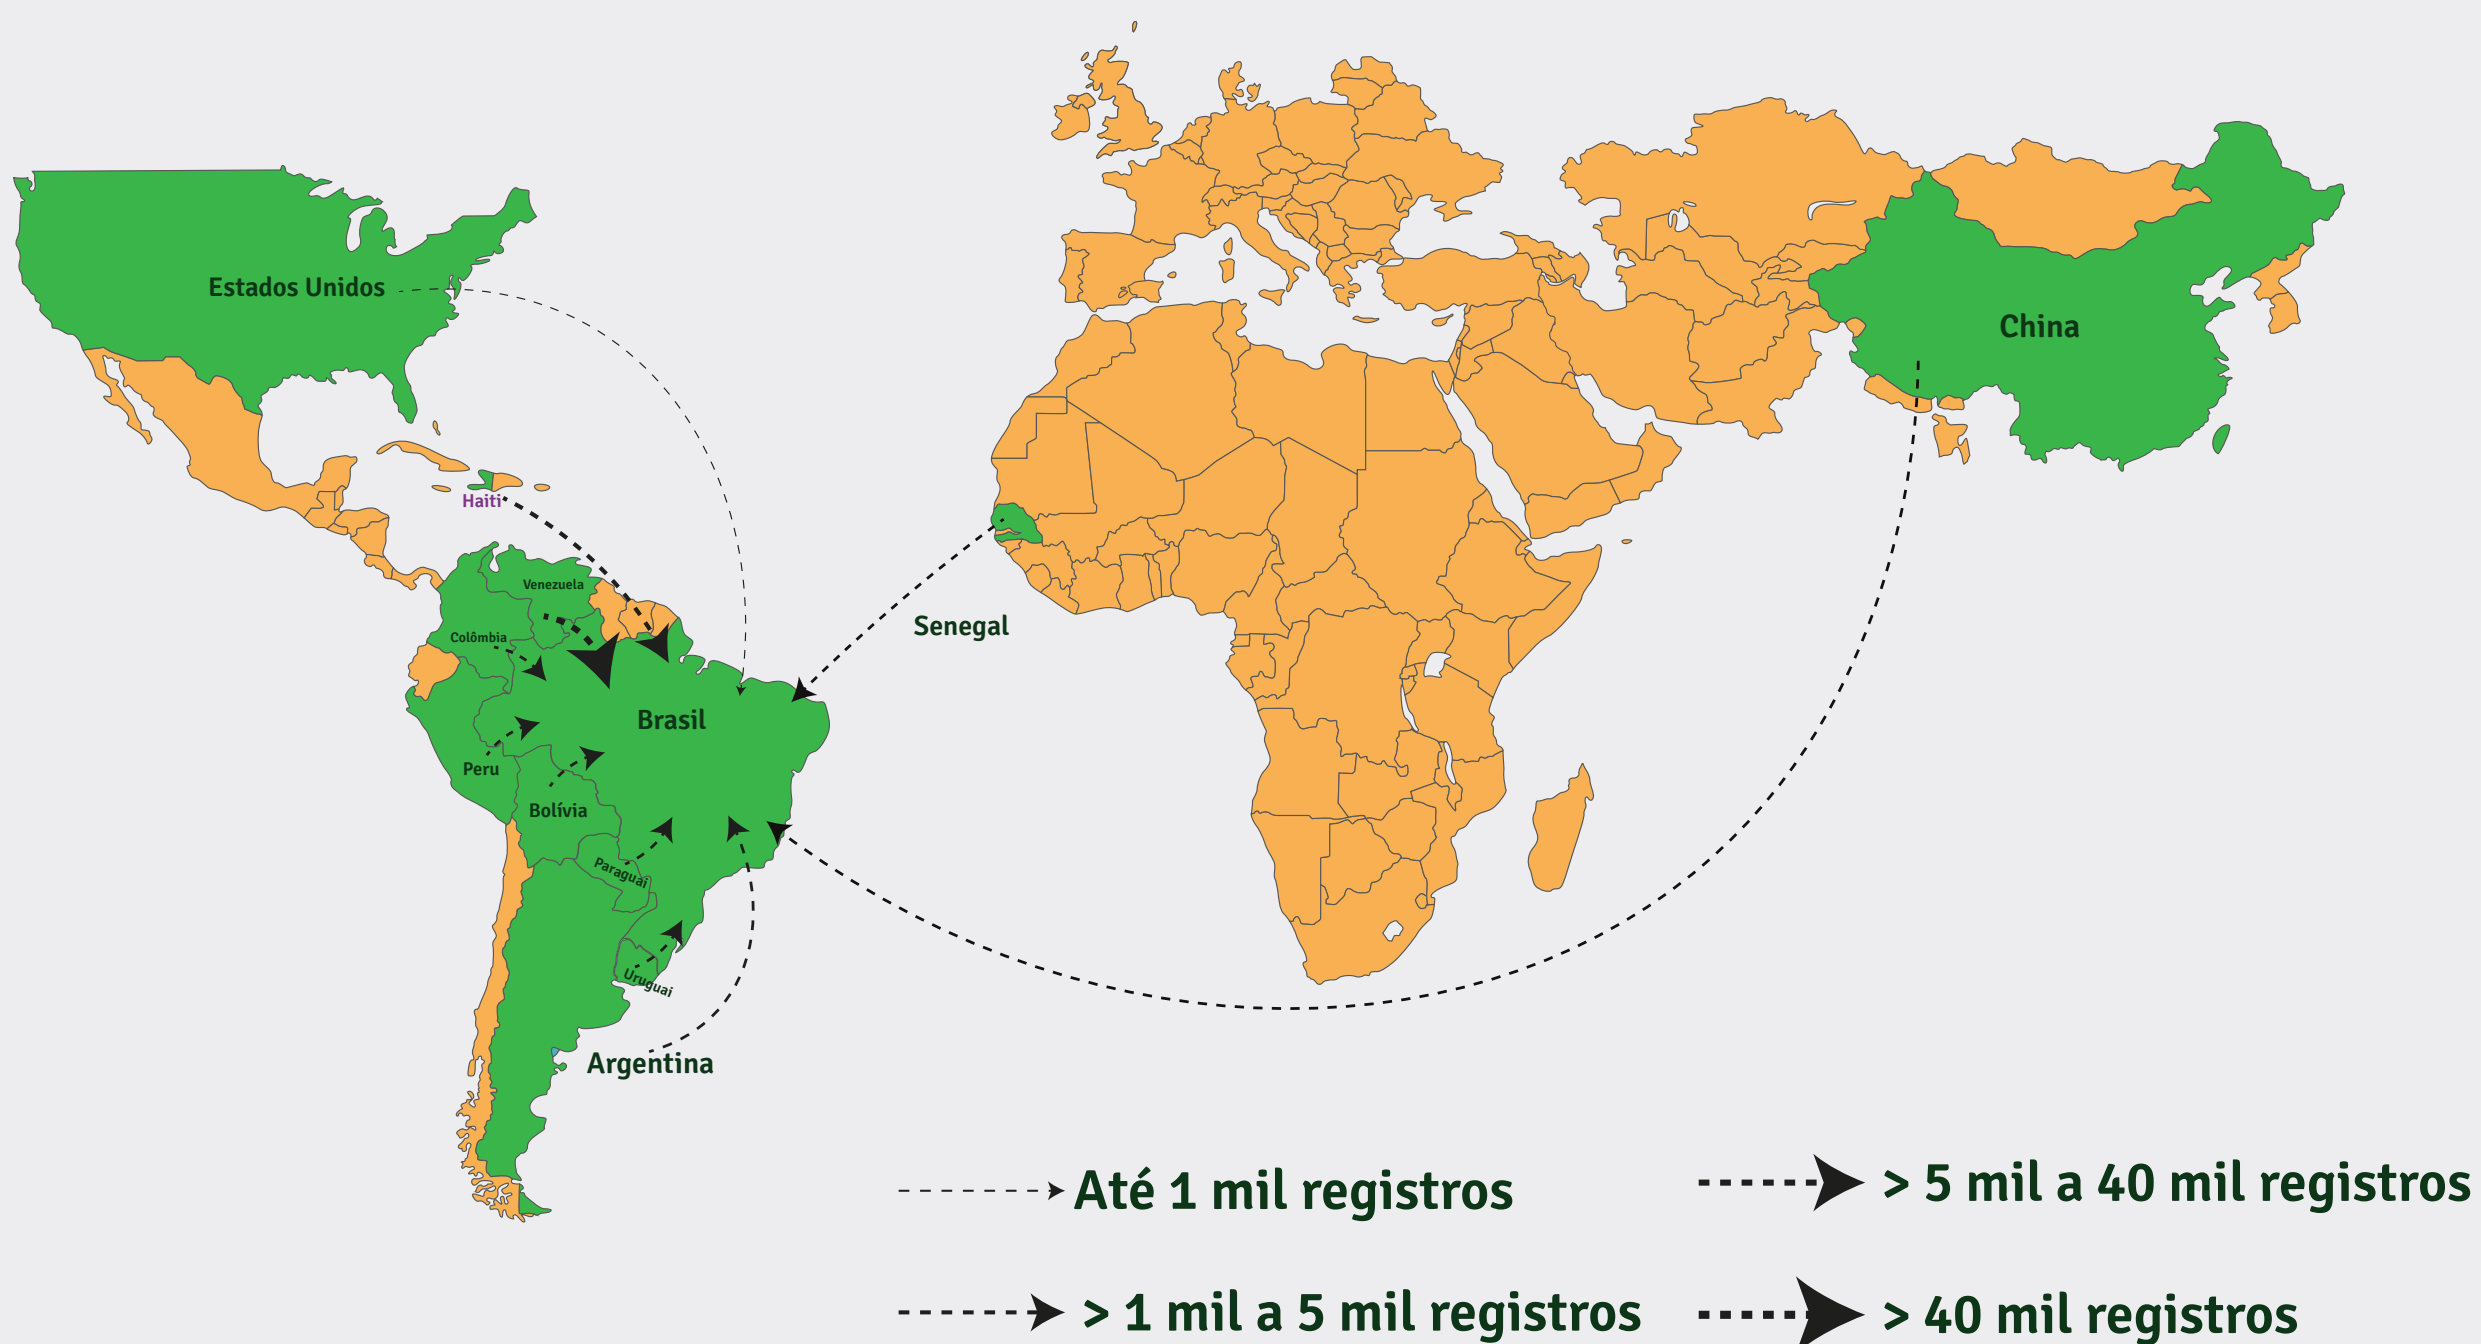 Estados Unidos
China
Haiti
Venezuela
Senegal
Colômbia
Brasil
Peru
Bolívia
Paraguai
Uruguai
Argentina
Até 1 mil registros
> 5 mil a 40 mil registros
> 1 mil a 5 mil registros
> 40 mil registros